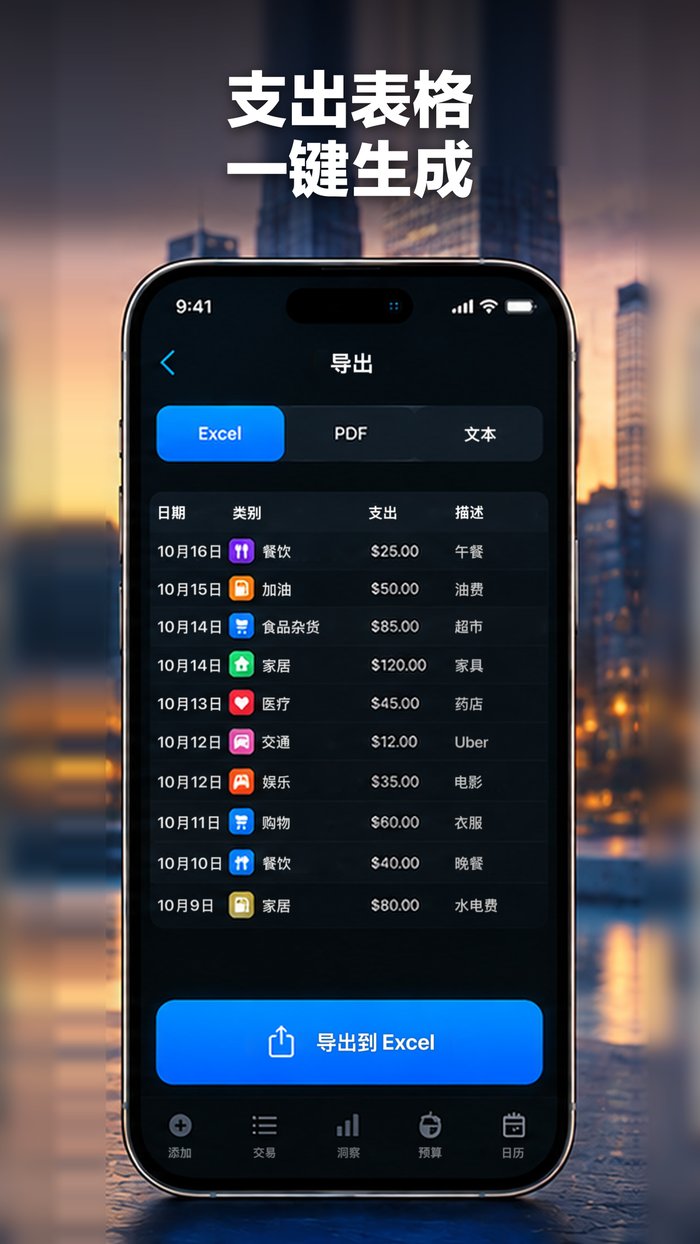 支出表格
一键生成
9:41
导出
Excel PDF 文本
日期 类别 支出 描述
10月16日 餐饮 $25.00 午餐
10月15日 加油 $50.00 油费
10月14日 食品杂货 $85.00 超市
10月14日 家居 $120.00 家具
10月13日 医疗 $45.00 药店
10月12日 交通 $12.00 Uber
10月12日 娱乐 $35.00 电影
10月11日 购物 $60.00 衣服
10月10日 餐饮 $40.00 晚餐
10月9日 家居 $80.00 水电费
导出到 Excel
添加 交易 洞察 预算 日历